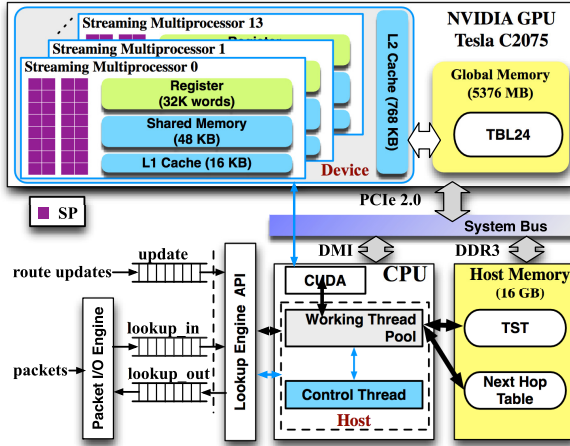 Streaming Multiprocessor 13
Streaming Multiprocessor 1
Streaming Multiprocessor 0
Register
(32K words)
Shared Memory
(48 KB)
L1 Cache (16 KB)
Device
L2 Cache (768 KB)
NVIDIA GPU
Tesla C2075
Global Memory
(5376 MB)
TBL24
SP
PCIe 2.0
System Bus
DMI
DDR3
route updates
update
packets
Packet I/O Engine
lookup_in
lookup_out
Lookup Engine API
CUDA
CPU
Working Thread
Pool
Control Thread
Host
Host Memory
(16 GB)
TST
Next Hop
Table